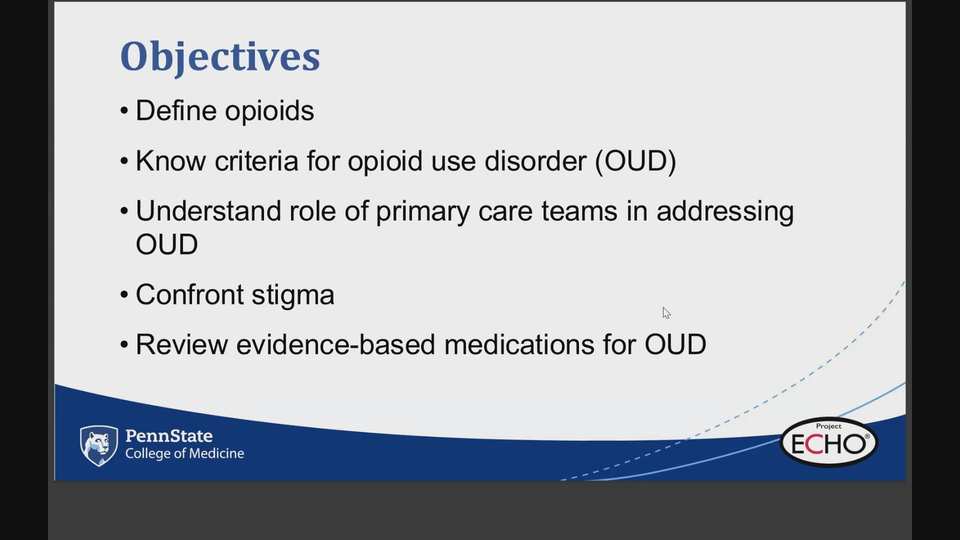 Objectives
• Define opioids
• Know criteria for opioid use disorder (OUD)
• Understand role of primary care teams in addressing
OUD
• Confront stigma
• Review evidence-based medications for OUD
PennState
College of Medicine
Project
ECHO®